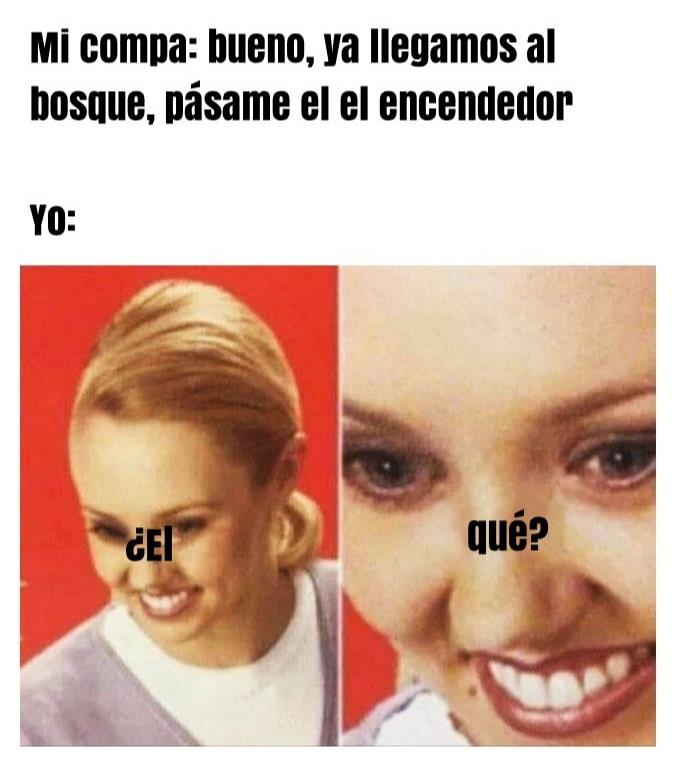 Mi compa: bueno, ya llegamos al
bosque, pásame el el encendedor
Yo:
¿El
qué?